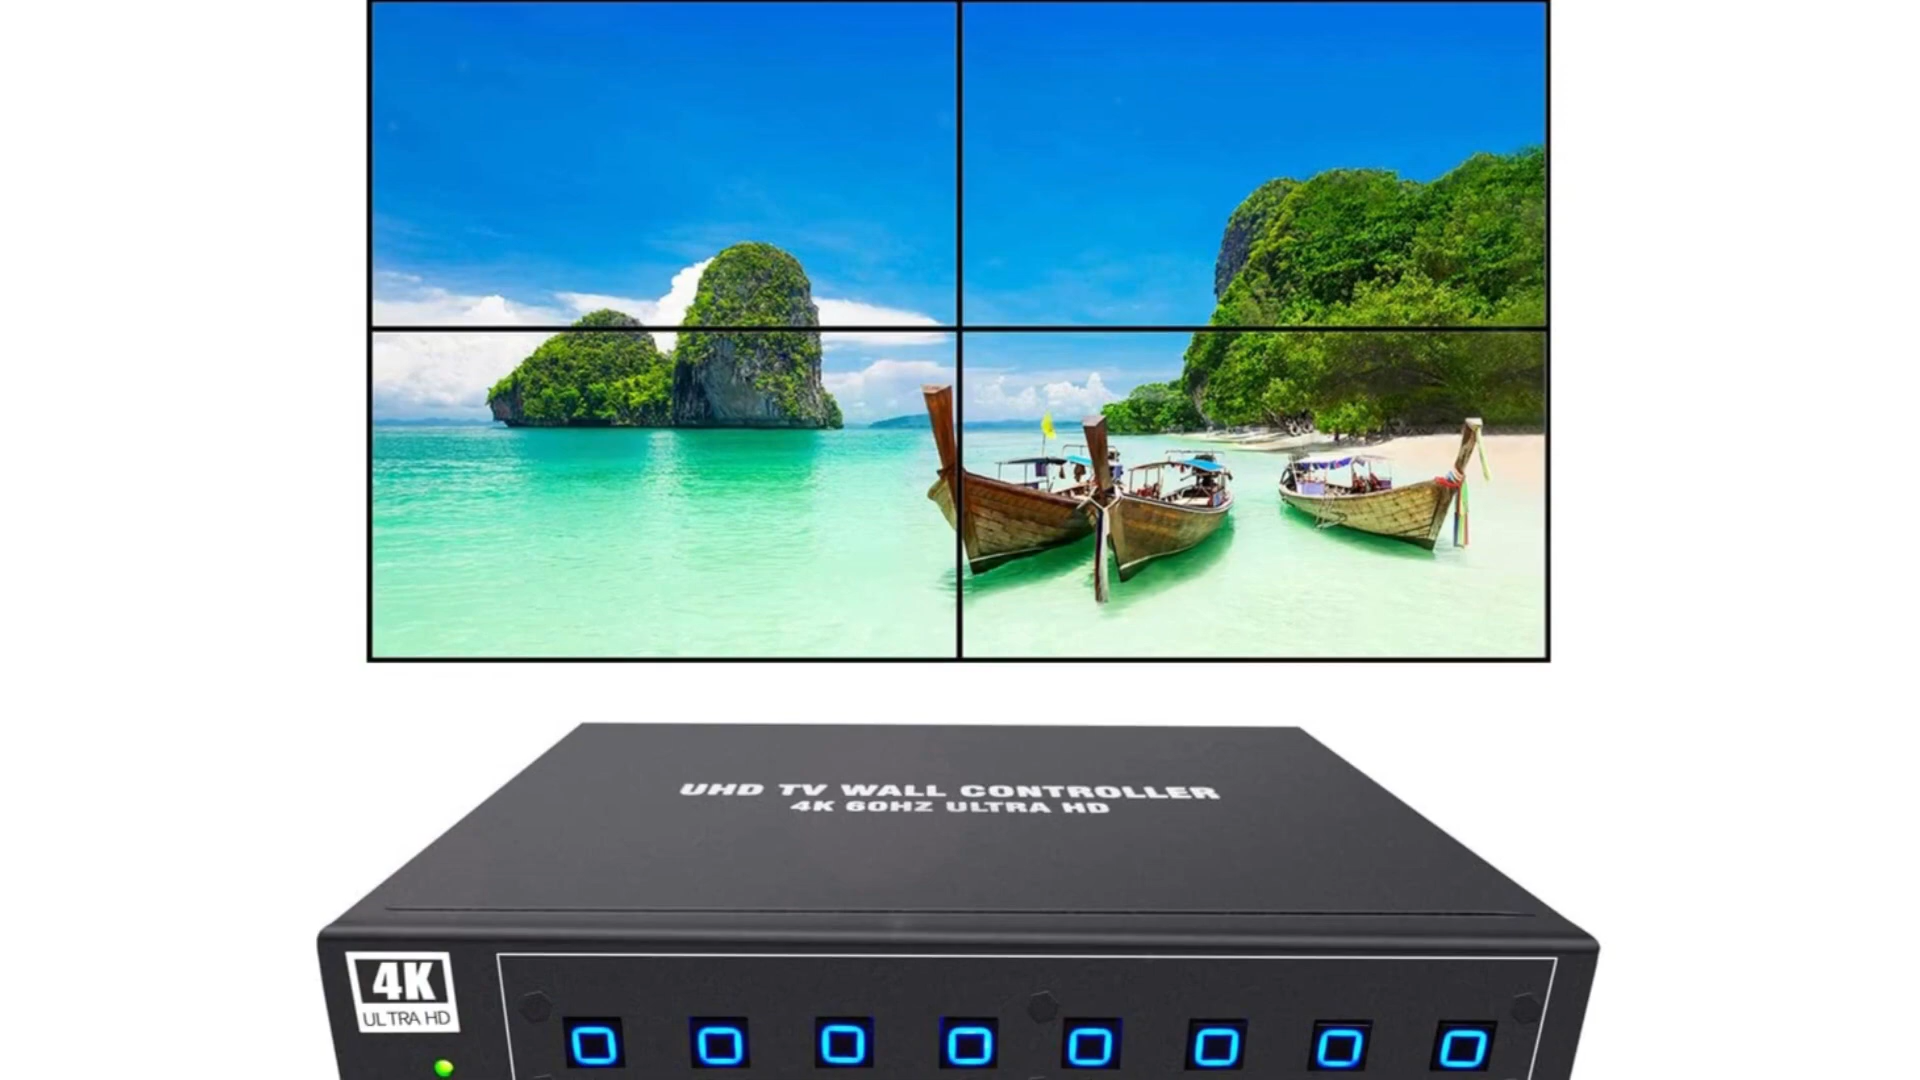 UHD TV WALL CONTROLLER
4K 60HZ ULTRA HD
4K
ULTRA HD